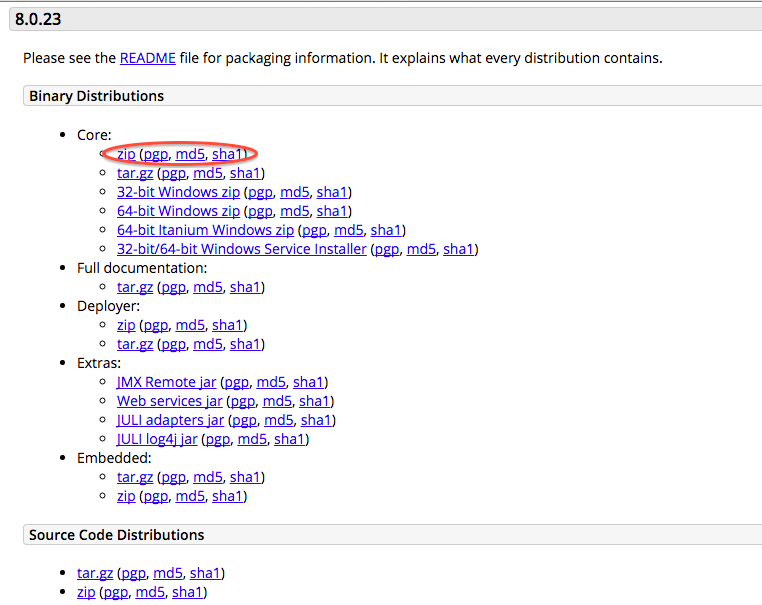 8.0.23
Please see the README file for packaging information. It explains what every distribution contains.
Binary Distributions
Core:
zip (pgp, md5, sha1)
tar.gz (pgp, md5, sha1)
32-bit Windows zip (pgp, md5, sha1)
64-bit Windows zip (pgp, md5, sha1)
64-bit Itanium Windows zip (pgp, md5, sha1)
32-bit/64-bit Windows Service Installer (pgp, md5, sha1)
Full documentation:
tar.gz (pgp, md5, sha1)
Deployer:
zip (pgp, md5, sha1)
tar.gz (pgp, md5, sha1)
Extras:
JMX Remote jar (pgp, md5, sha1)
Web services jar (pgp, md5, sha1)
JULI adapters jar (pgp, md5, sha1)
JULI log4j jar (pgp, md5, sha1)
Embedded:
tar.gz (pgp, md5, sha1)
zip (pgp, md5, sha1)
Source Code Distributions
tar.gz (pgp, md5, sha1)
zip (pgp, md5, sha1)